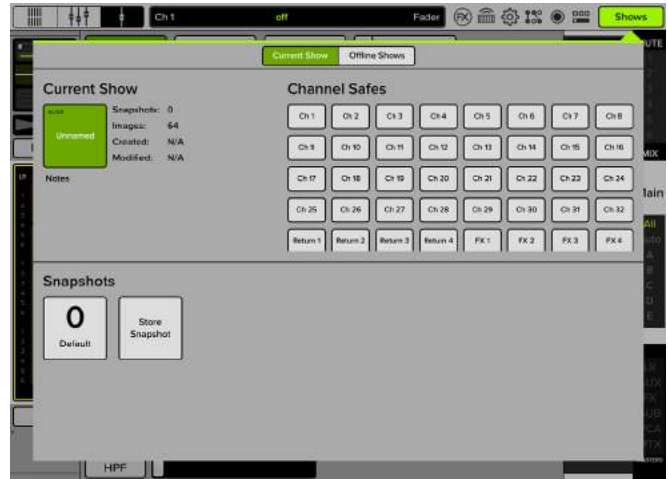 Ch 1 off Fader FX Shows
Current Show Offline Shows
Current Show
Unnamed
Snapshots: 0
Images: 64
Created: N/A
Modified: N/A
Notes
Channel Safes
Ch 1 Ch 2 Ch 3 Ch 4 Ch 5 Ch 6 Ch 7 Ch 8
Ch 9 Ch 10 Ch 11 Ch 12 Ch 13 Ch 14 Ch 15 Ch 16
Ch 17 Ch 18 Ch 19 Ch 20 Ch 21 Ch 22 Ch 23 Ch 24
Ch 25 Ch 26 Ch 27 Ch 28 Ch 29 Ch 30 Ch 31 Ch 32
Return 1 Return 2 Return 3 Return 4 FX 1 FX 2 FX 3 FX 4
Snapshots
0
Default
Store
Snapshot
HPF